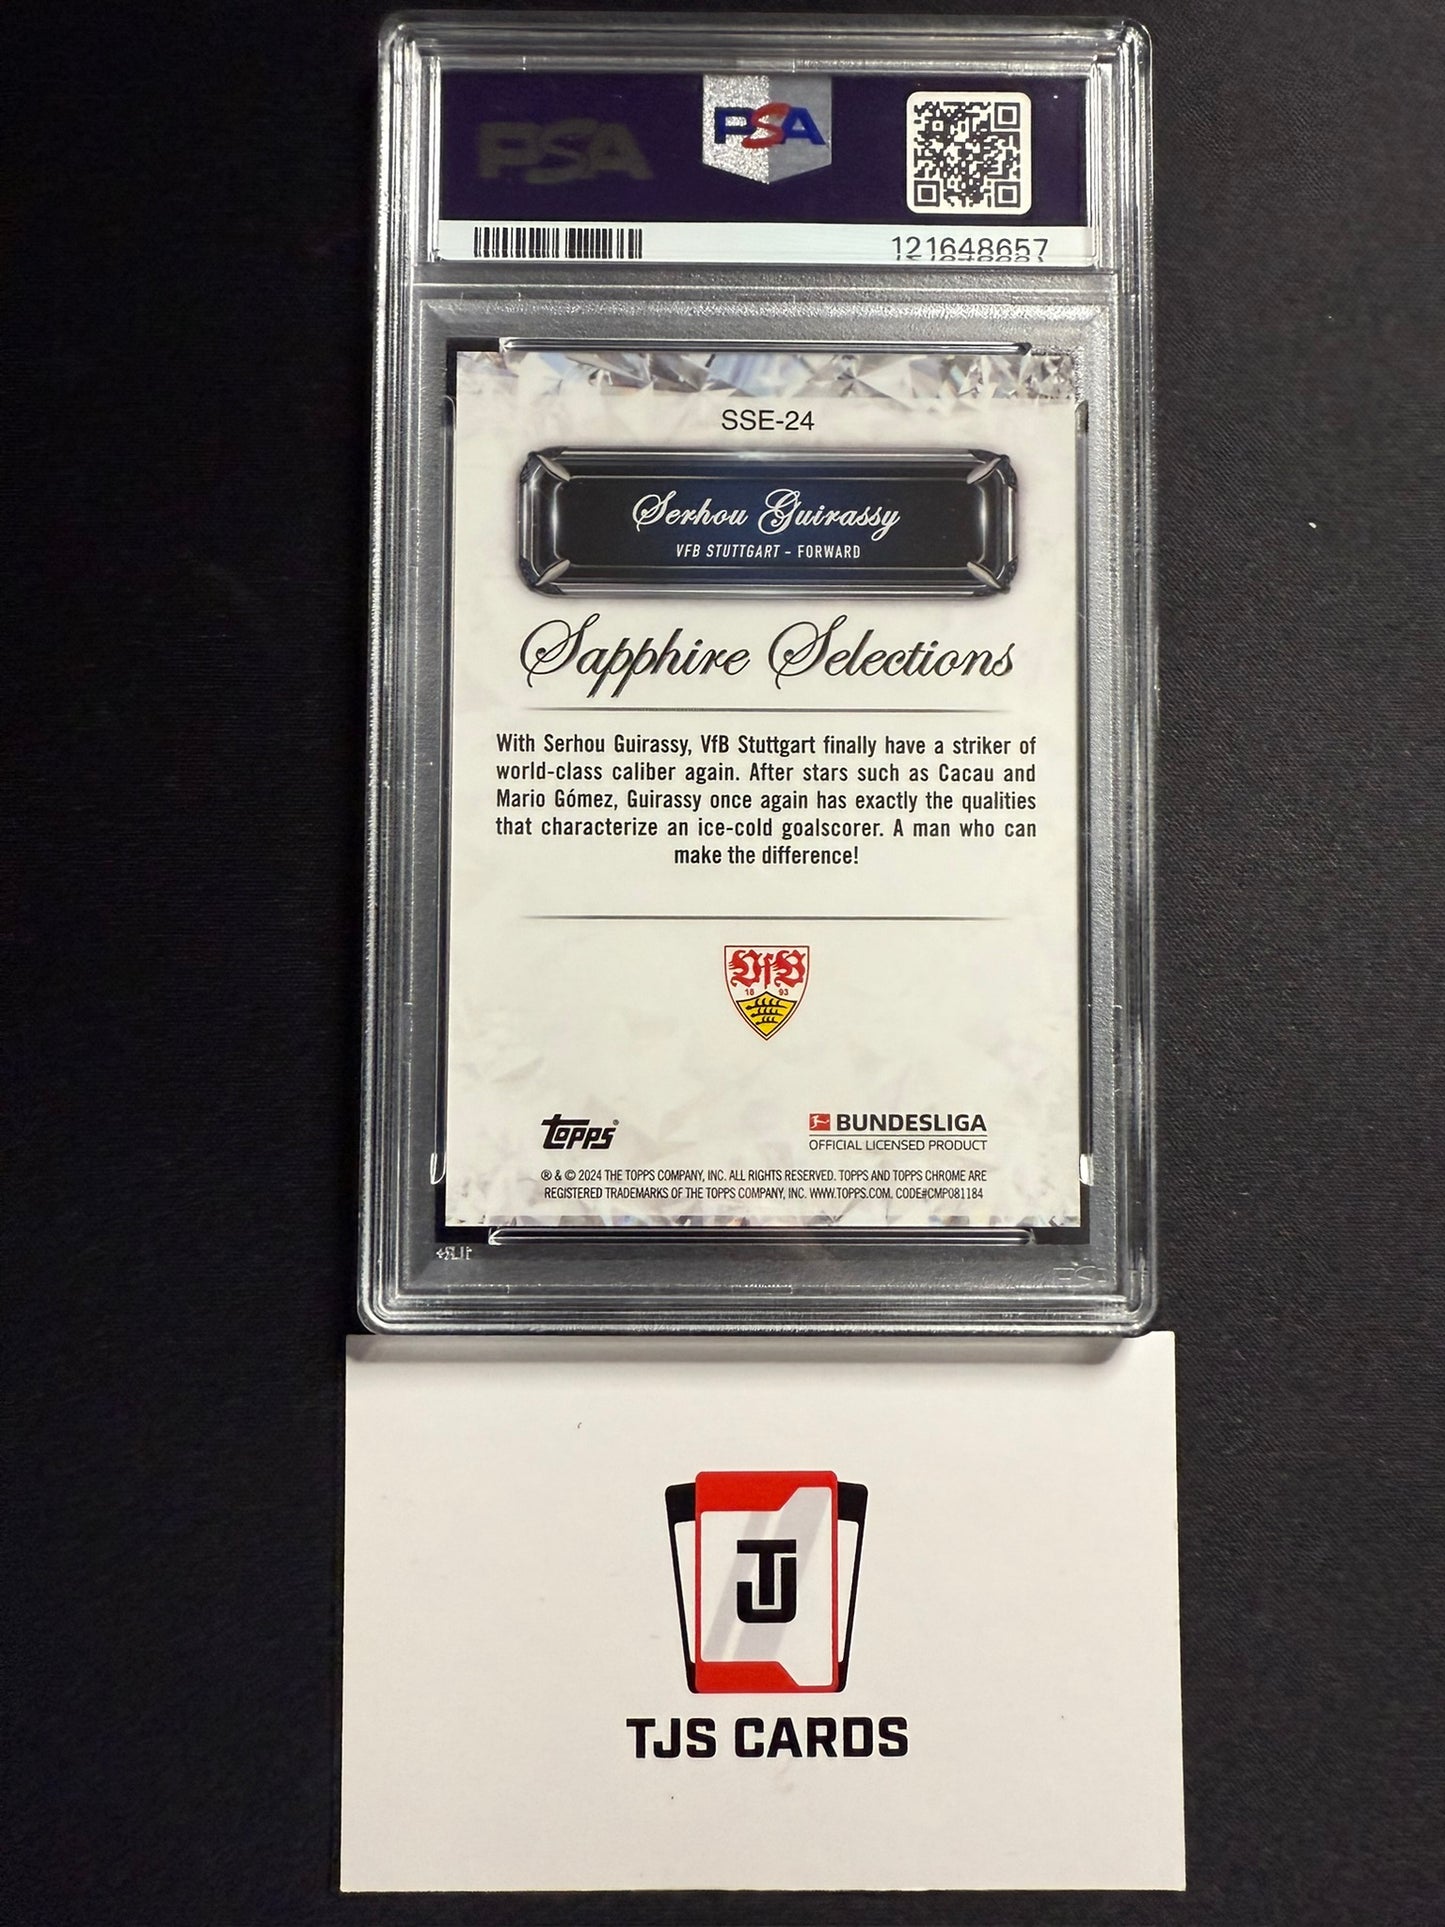 PSA
PSA
121648657
SSE-24
Serhou Guirassy
VFB STUTTGART - FORWARD
Sapphire Selections
With Serhou Guirassy, VfB Stuttgart finally have a striker of
world-class caliber again. After stars such as Cacau and
Mario Gómez, Guirassy once again has exactly the qualities
that characterize an ice-cold goalscorer. A man who can
make the difference!
VfB
18 93
topps®
BUNDESLIGA
OFFICIAL LICENSED PRODUCT
® & © 2024 THE TOPPS COMPANY, INC. ALL RIGHTS RESERVED. TOPPS AND TOPPS CHROME ARE
REGISTERED TRADEMARKS OF THE TOPPS COMPANY, INC. WWW.TOPPS.COM. CODE#CMP081184
TJ
TJS CARDS